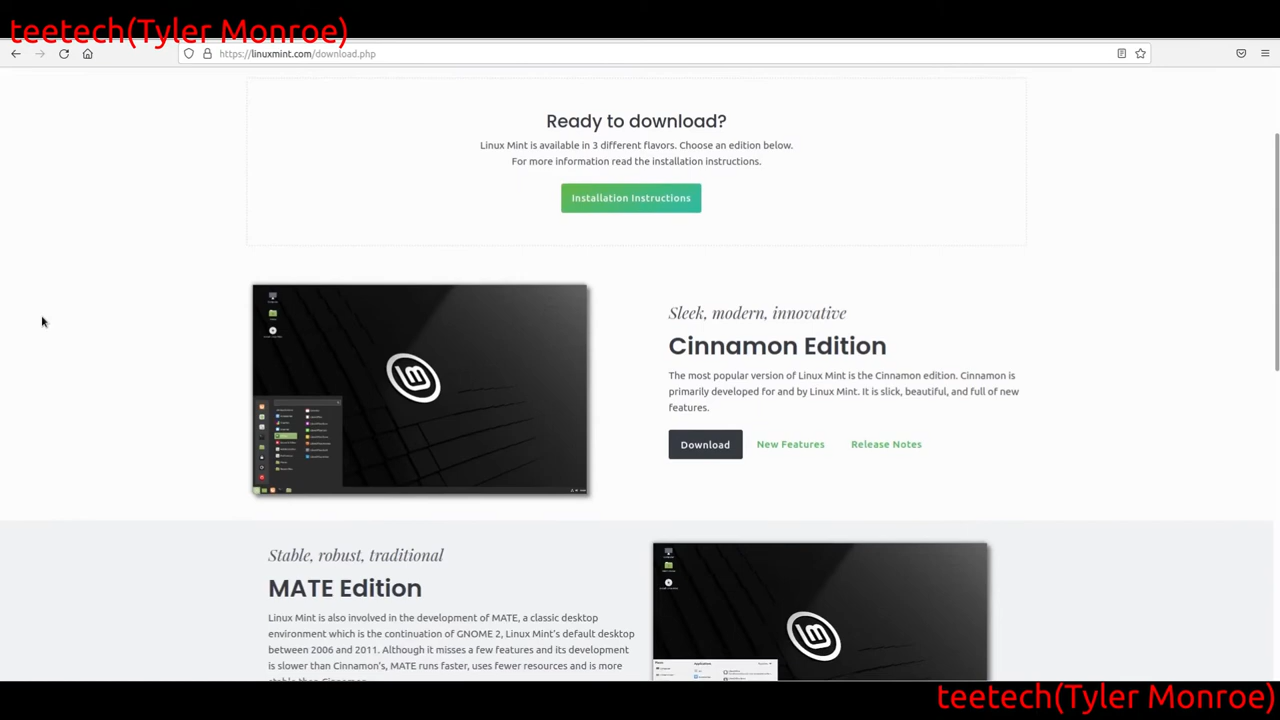 teetech(Tyler Monroe)
https://linuxmint.com/download.php
Ready to download?
Linux Mint is available in 3 different flavors. Choose an edition below.
For more information read the installation instructions.
Installation Instructions
Sleek, modern, innovative
Cinnamon Edition
The most popular version of Linux Mint is the Cinnamon edition. Cinnamon is
primarily developed for and by Linux Mint. It is slick, beautiful, and full of new
features.
Download New Features Release Notes
Stable, robust, traditional
MATE Edition
Linux Mint is also involved in the development of MATE, a classic desktop
environment which is the continuation of GNOME 2, Linux Mint's default desktop
between 2006 and 2011. Although it misses a few features and its development
is slower than Cinnamon's, MATE runs faster, uses fewer resources and is more
stable than Cinnamon.
teetech(Tyler Monroe)